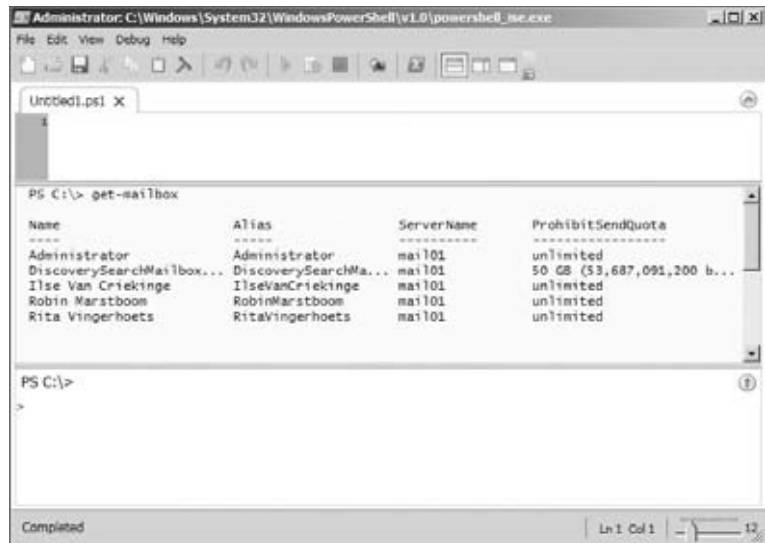 Administrator: C:\Windows\System32\WindowsPowerShell\v1.0\powershell_ise.exe
File Edit View Debug Help
Untitled1.ps1 X
1
PS C:\> get-mailbox
Name Alias ServerName ProhibitSendQuota
---- ----- ---------- -----------------
Administrator Administrator mail01 unlimited
DiscoverySearchMailbox... DiscoverySearchMa... mail01 50 GB (53,687,091,200 b...
Ilse Van Criekinge IlseVanCriekinge mail01 unlimited
Robin Marstboom RobinMarstboom mail01 unlimited
Rita Vingerhoets RitaVingerhoets mail01 unlimited
PS C:\>
>
Completed Ln 1 Col 1 12